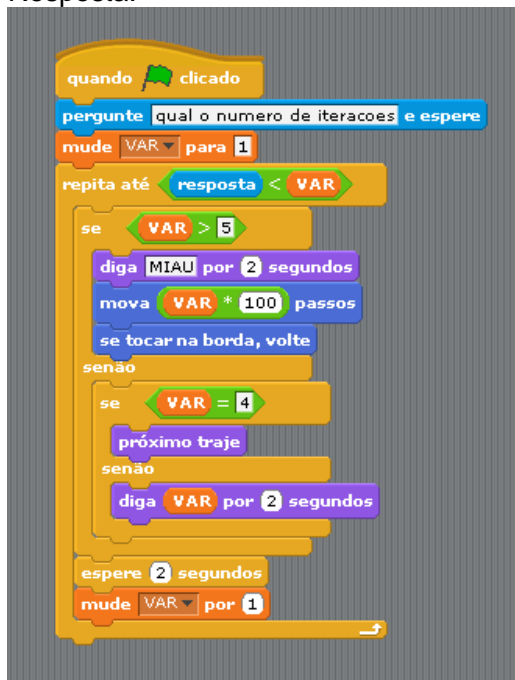 quando clicado
pergunte qual o numero de iteracoes e espere
mude VAR para 1
repita até resposta < VAR
se VAR > 5
diga MIAU por 2 segundos
mova VAR * 100 passos
se tocar na borda, volte
senão
se VAR = 4
próximo traje
senão
diga VAR por 2 segundos
espere 2 segundos
mude VAR por 1